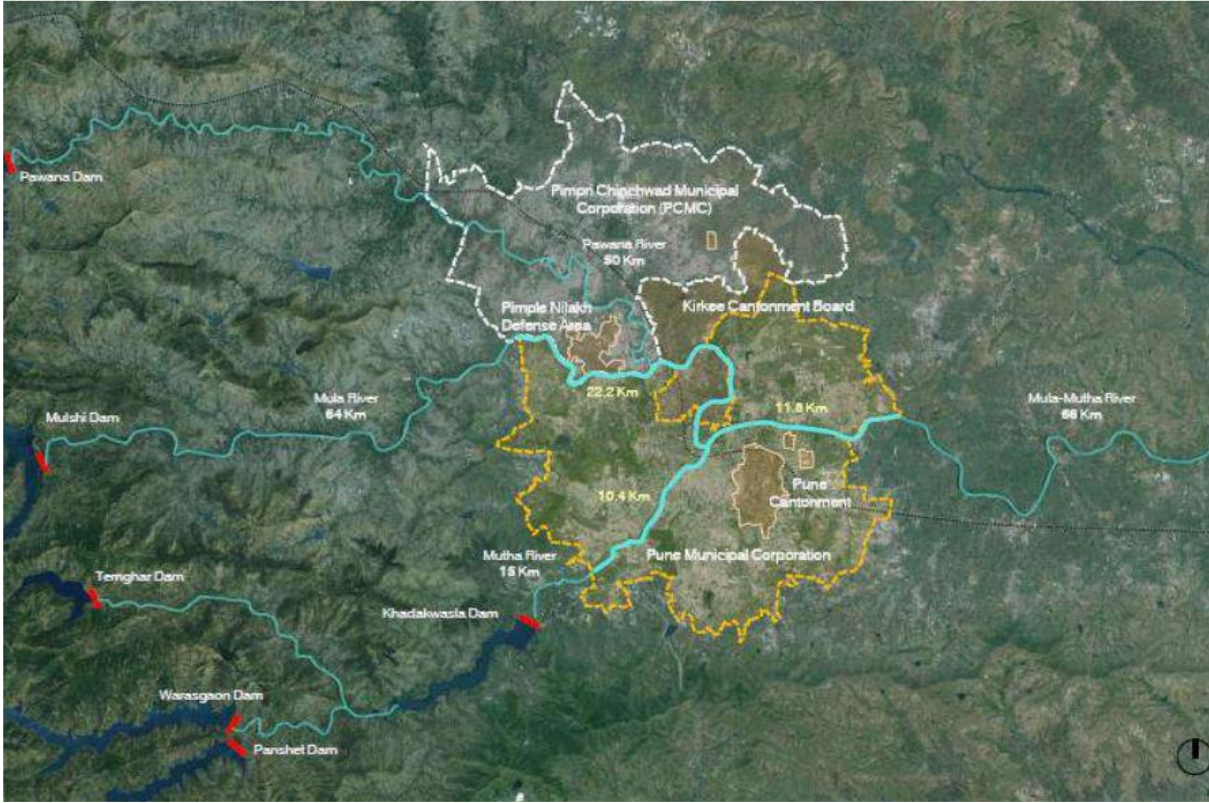 Pawana Dam
Pimpri Chinchwad Municipal
Corporation (PCMC)
Pawana River
50 Km
Pimple Nilakh
Defense Area
Kirkee Cantonment Board
Mula River
64 Km
22.2 Km
11.8 Km
Mula-Mutha River
66 Km
Mulshi Dam
10.4 Km
Pune
Cantonment
Mutha River
15 Km
Pune Municipal Corporation
Temghar Dam
Khadakwasla Dam
Warasgaon Dam
Panshet Dam